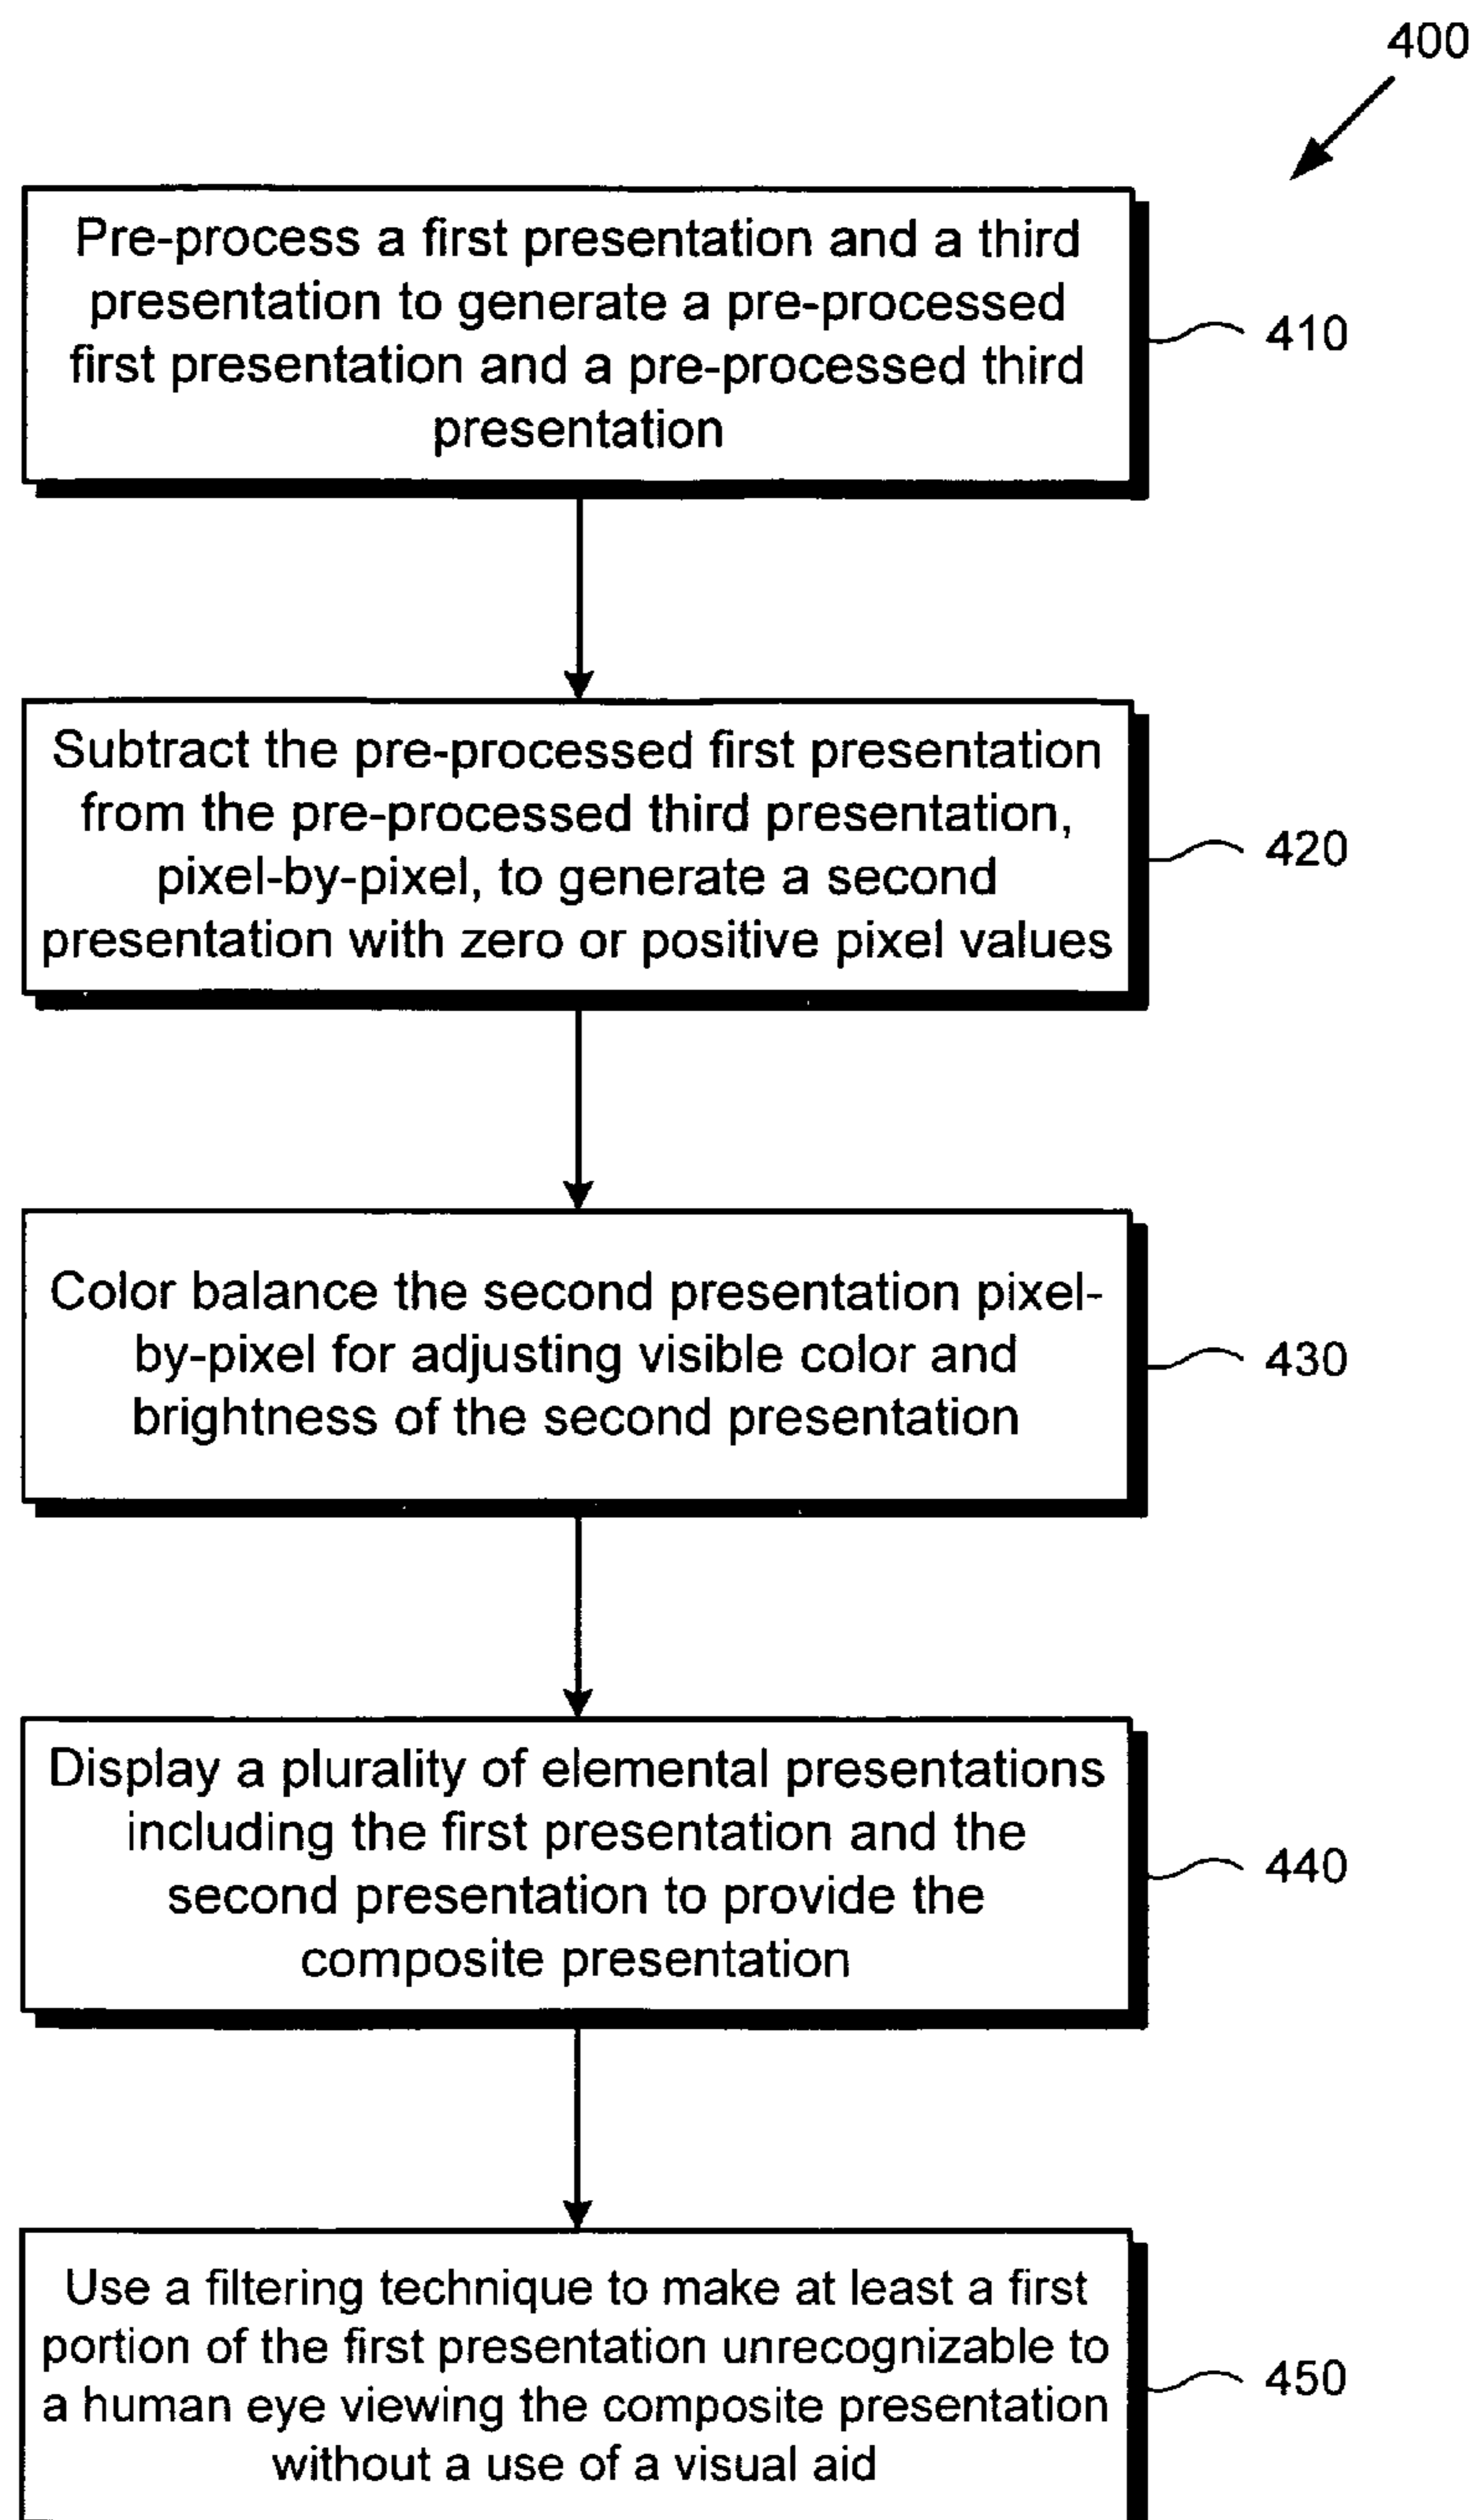 400
Pre-process a first presentation and a third
presentation to generate a pre-processed
first presentation and a pre-processed third
presentation
410
Subtract the pre-processed first presentation
from the pre-processed third presentation,
pixel-by-pixel, to generate a second
presentation with zero or positive pixel values
420
Color balance the second presentation pixel-
by-pixel for adjusting visible color and
brightness of the second presentation
430
Display a plurality of elemental presentations
including the first presentation and the
second presentation to provide the
composite presentation
440
Use a filtering technique to make at least a first
portion of the first presentation unrecognizable to
a human eye viewing the composite presentation
without a use of a visual aid
450